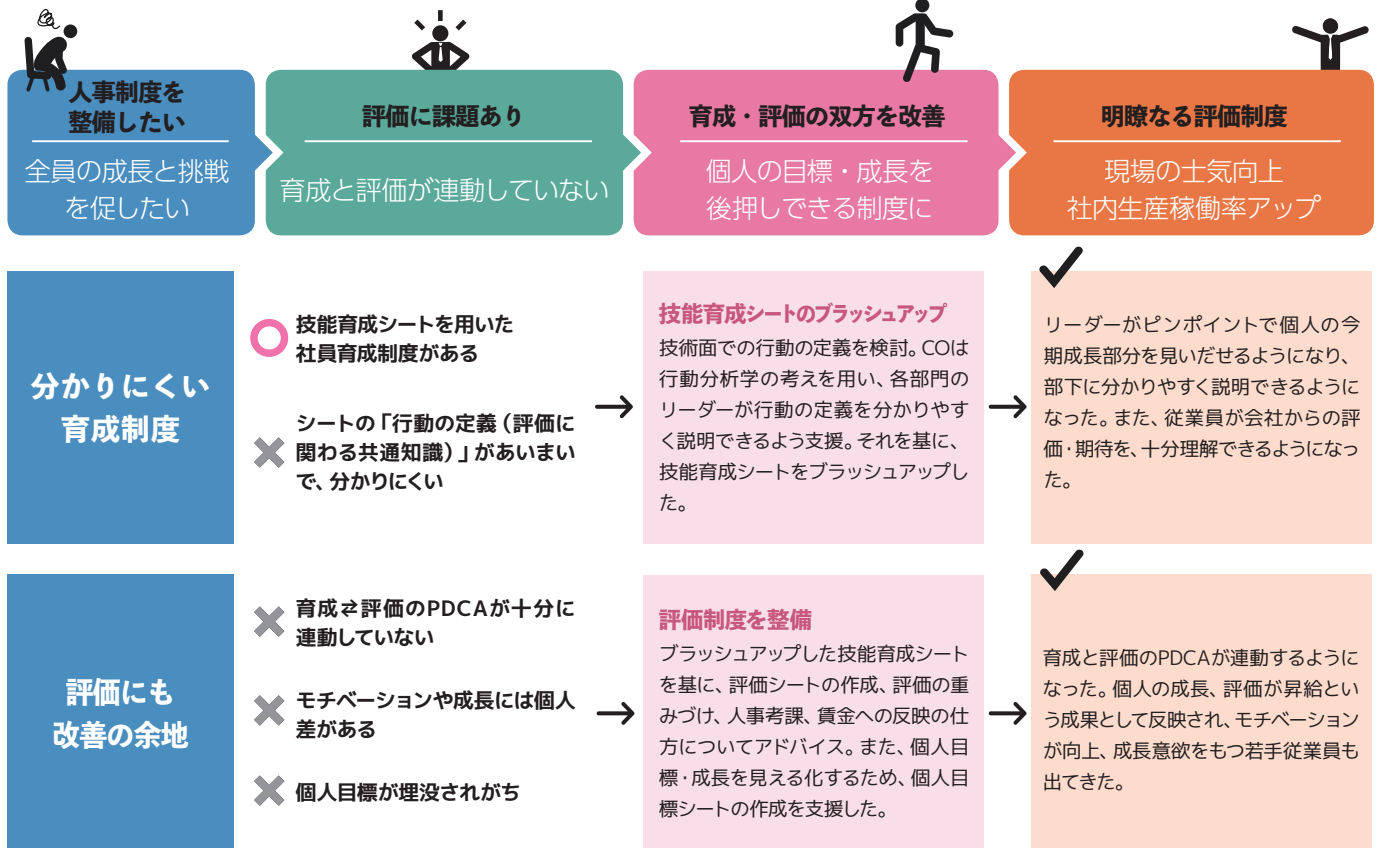 人事制度を
整備したい
全員の成長と挑戦
を促したい
評価に課題あり
育成と評価が連動していない
育成・評価の双方を改善
個人の目標・成長を
後押しできる制度に
明瞭なる評価制度
現場の士気向上
社内生産稼働率アップ
分かりにくい
育成制度
技能育成シートを用いた
社員育成制度がある
シートの「行動の定義（評価に
関わる共通知識）」があいまい
で、分かりにくい
技能育成シートのブラッシュアップ
技術面での行動の定義を検討。COは
行動分析学の考えを用い、各部門の
リーダーが行動の定義を分かりやす
く説明できるよう支援。それを基に、
技能育成シートをブラッシュアップし
た。
リーダーがピンポイントで個人の今
期成長部分を見いだせるようになり、
部下に分かりやすく説明できるように
なった。また、従業員が会社からの評
価・期待を、十分理解できるようになっ
た。
評価にも
改善の余地
育成⇄評価のPDCAが十分に
連動していない
モチベーションや成長には個人
差がある
個人目標が埋没されがち
評価制度を整備
ブラッシュアップした技能育成シート
を基に、評価シートの作成、評価の重
みづけ、人事考課、賃金への反映の仕
方についてアドバイス。また、個人目
標・成長を見える化するため、個人目
標シートの作成を支援した。
育成と評価のPDCAが連動するように
なった。個人の成長、評価が昇給とい
う成果として反映され、モチベーション
が向上、成長意欲をもつ若手従業員も
出てきた。